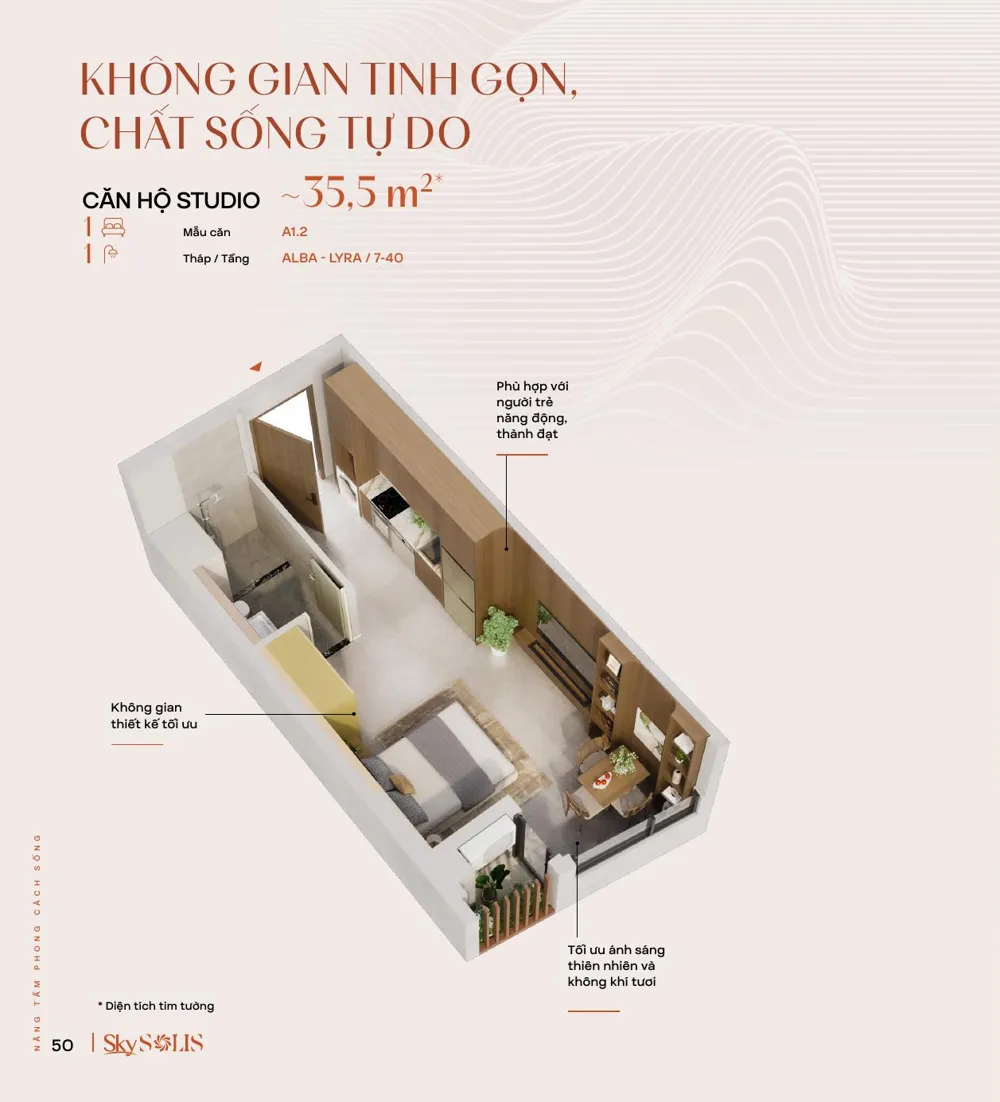 KHÔNG GIAN TINH GỌN,
CHẤT SỐNG TỰ DO
CĂN HỘ STUDIO ~35,5 m²*
1
Mẫu căn A1.2
1
Tháp / Tầng ALBA - LYRA / 7-40
Phù hợp với
người trẻ
năng động,
thành đạt
Không gian
thiết kế tối ưu
Tối ưu ánh sáng
thiên nhiên và
không khí tươi
* Diện tích tim tường
NÂNG TẦM PHONG CÁCH SỐNG
50 | Sky SOLIS